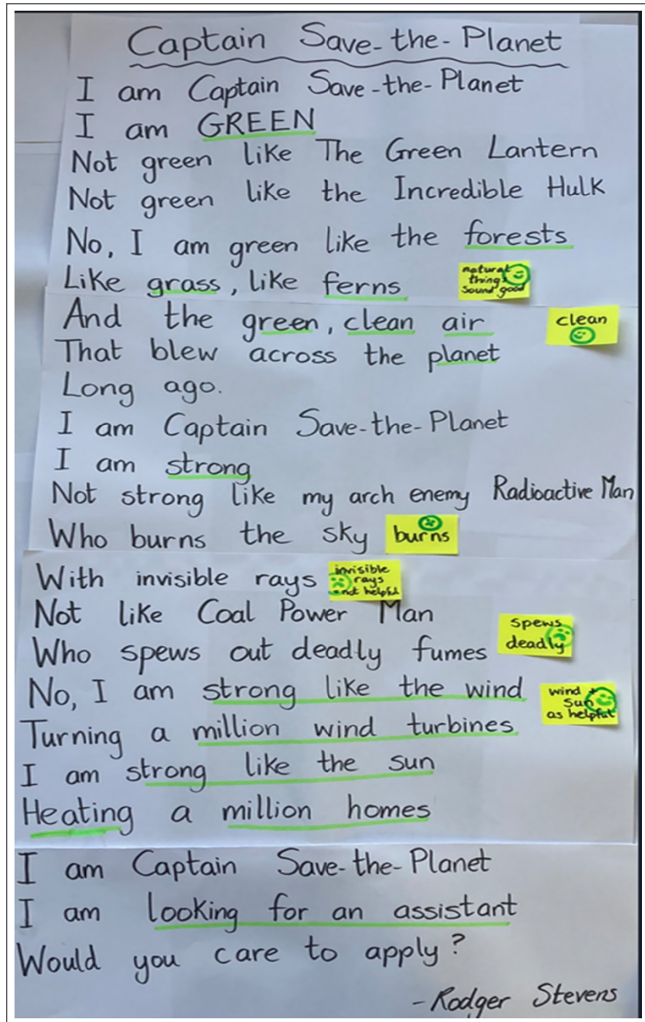 Captain Save-the-Planet
I am Captain Save-the-Planet
I am GREEN
Not green like The Green Lantern
Not green like the Incredible Hulk
No, I am green like the forests
Like grass, like ferns
natural things sound good
And the green, clean air
clean
That blew across the planet
Long ago.
I am Captain Save-the-Planet
I am strong
Not strong like my arch enemy Radioactive Man
Who burns the sky
burns
With invisible rays
invisible rays not helpful
Not like Coal Power Man
Who spews out deadly fumes
spews deadly
No, I am strong like the wind
wind + sun as helpful
Turning a million wind turbines
I am strong like the sun
Heating a million homes
I am Captain Save-the-Planet
I am looking for an assistant
Would you care to apply?
- Rodger Stevens